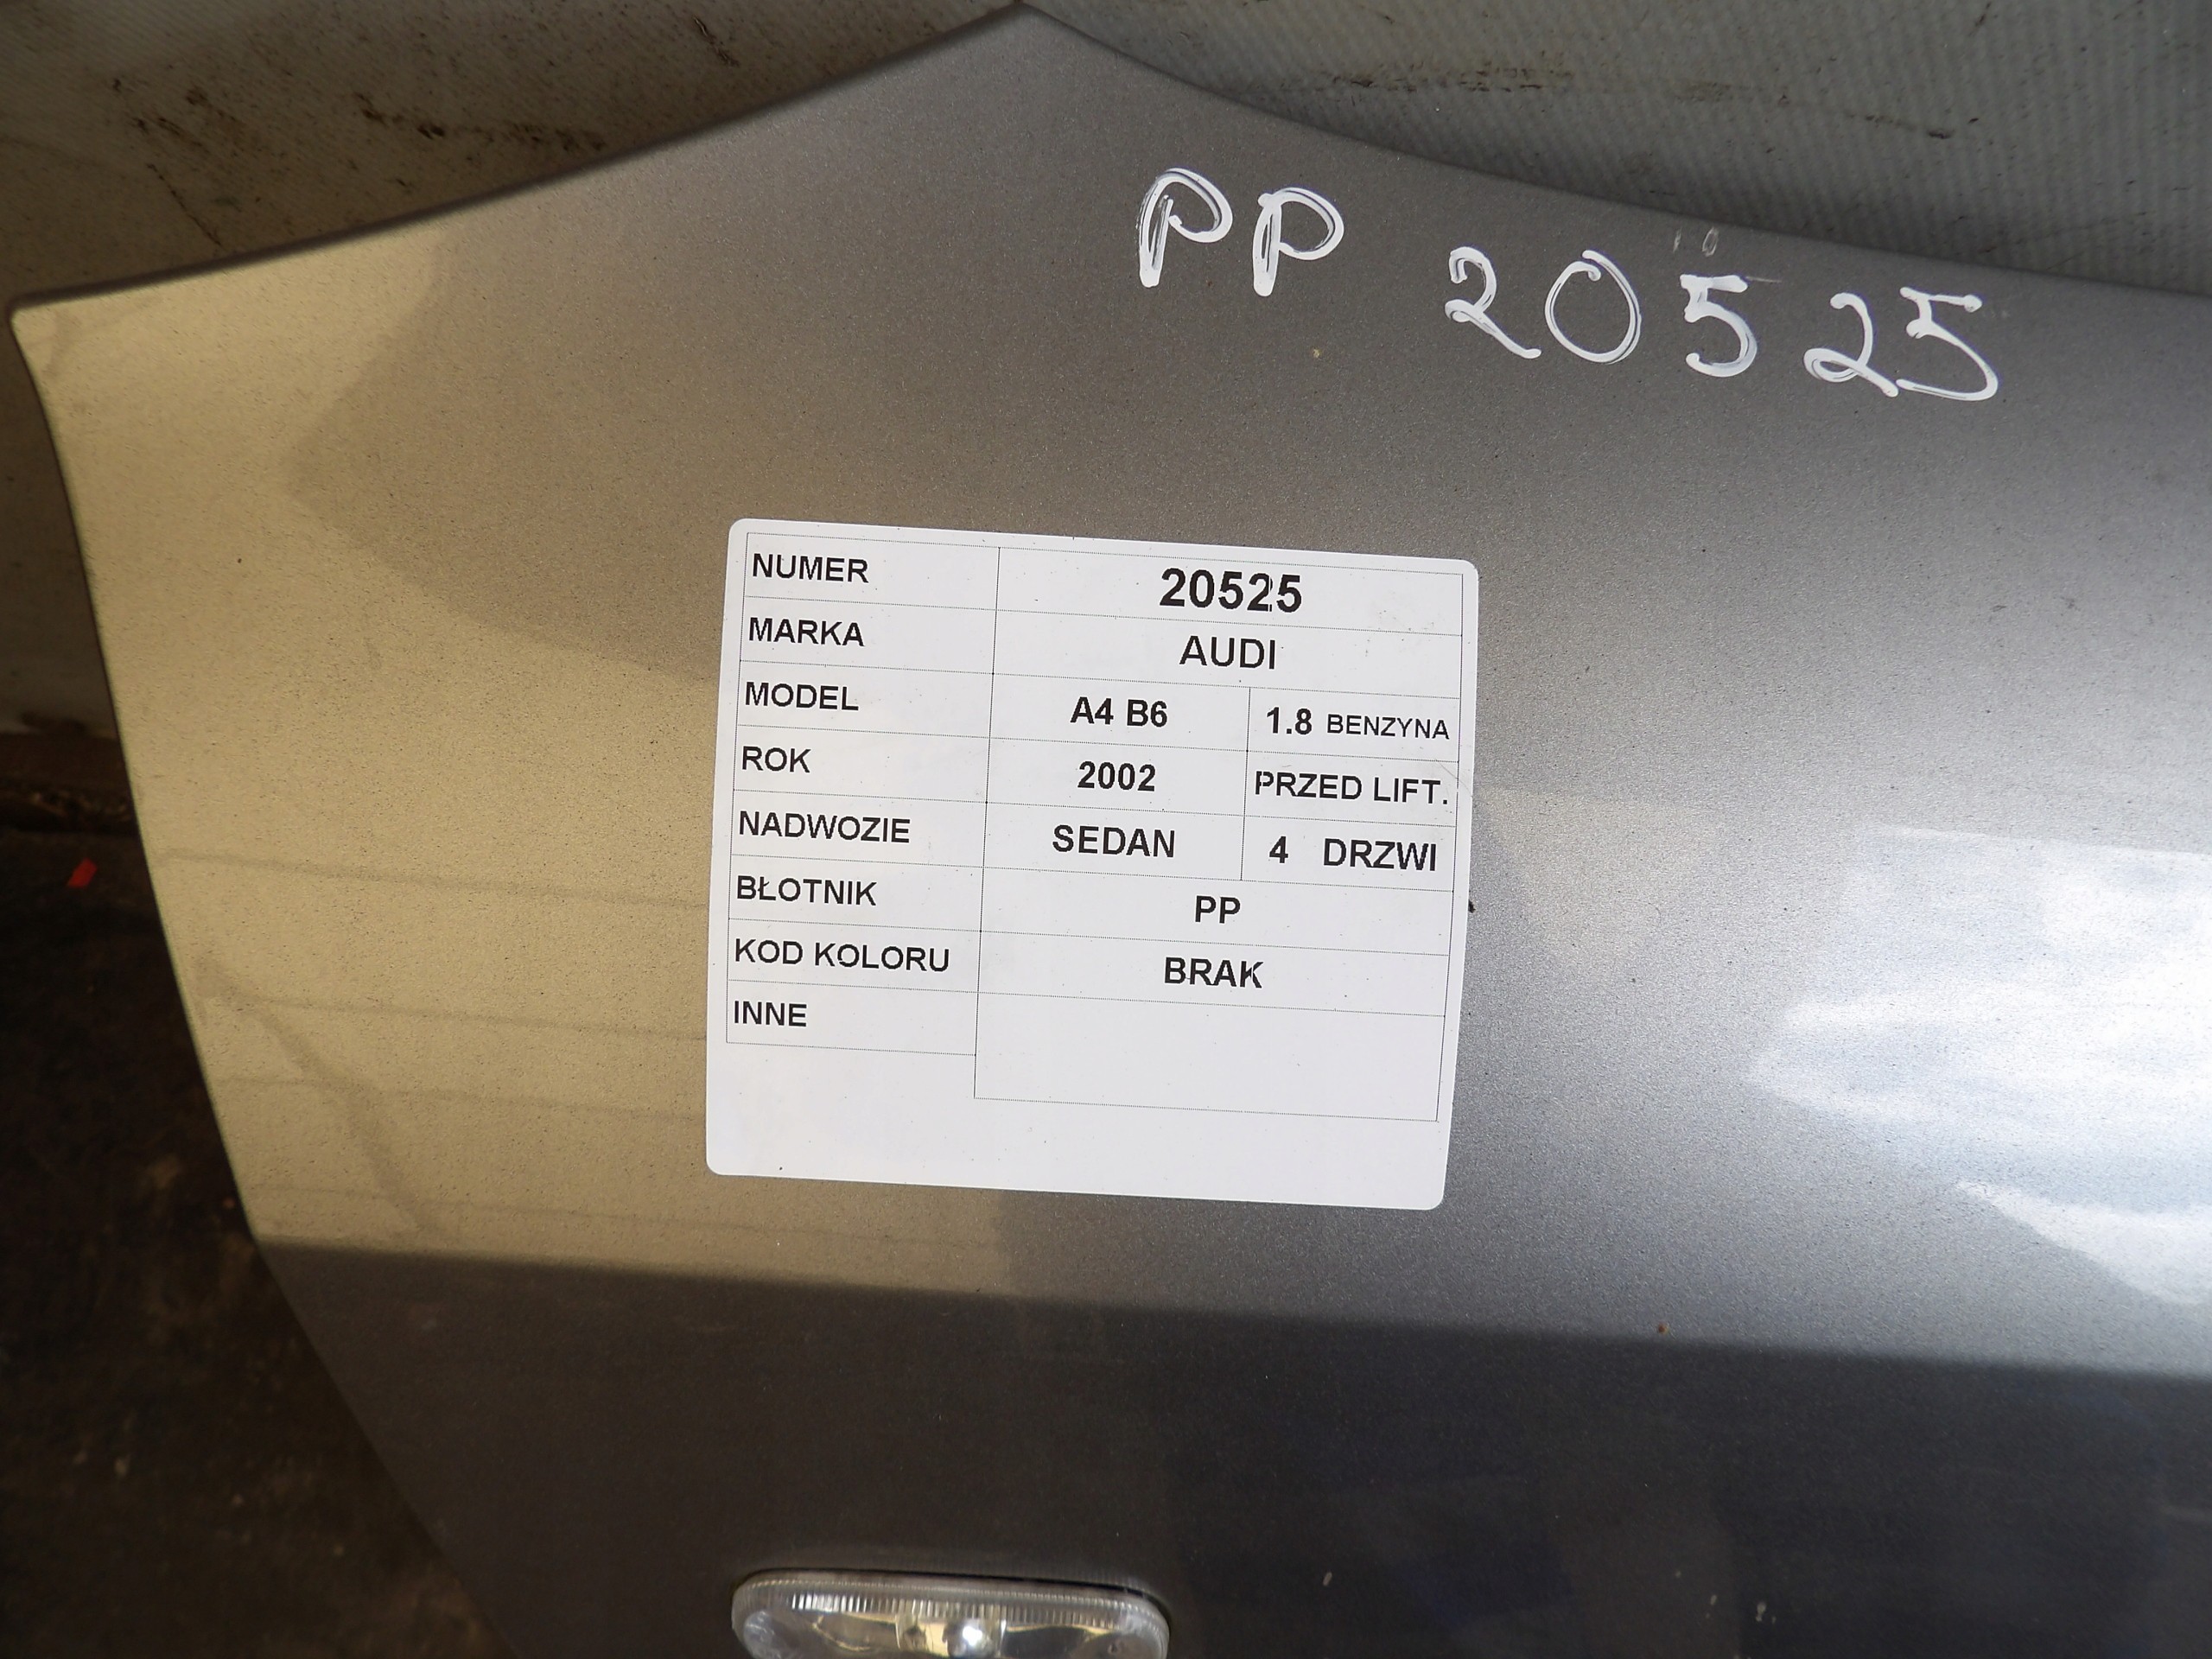 PP 20525
NUMER 20525
MARKA AUDI
MODEL A4 B6 1.8 BENZYNA
ROK 2002 PRZED LIFT.
NADWOZIE SEDAN 4 DRZWI
BŁOTNIK PP
KOD KOLORU BRAK
INNE